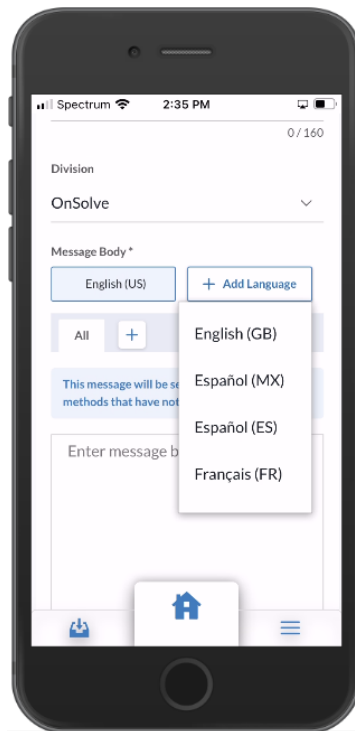 Spectrum 2:35 PM
0/160
Division
OnSolve
Message Body *
English (US) + Add Language
All +
English (GB)
This message will be se
Español (MX)
methods that have not
Español (ES)
Enter message b
Français (FR)